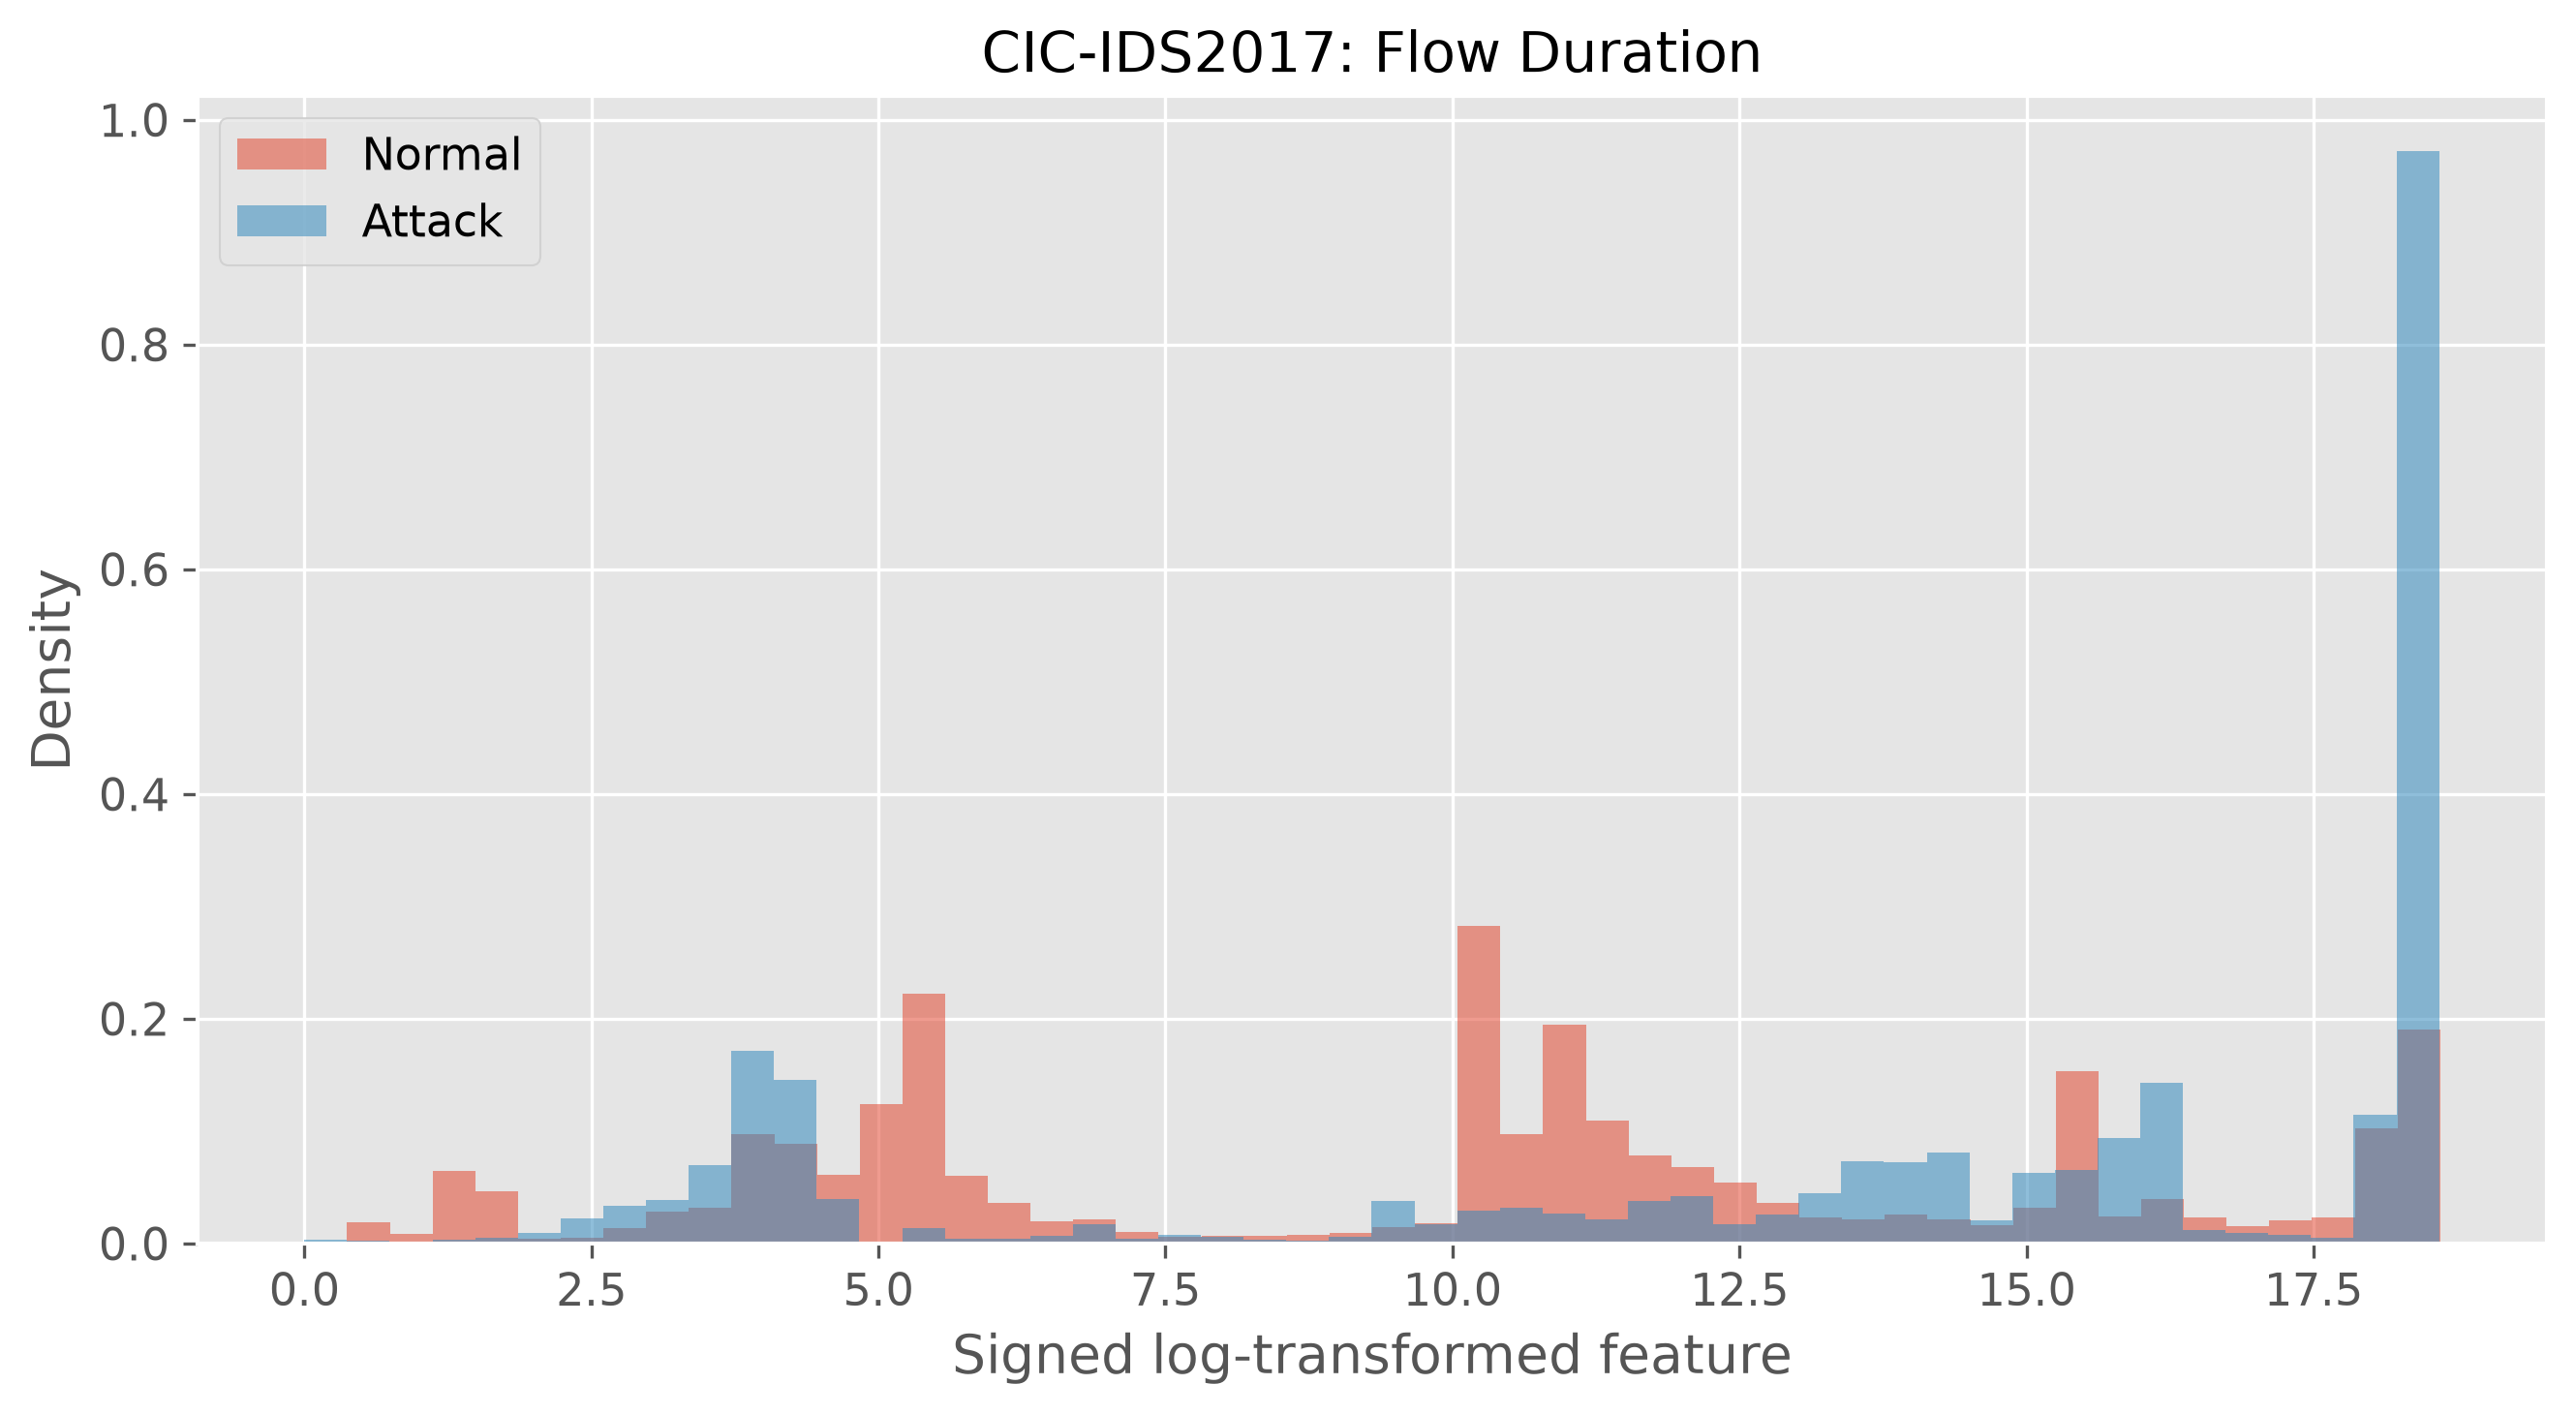 CIC-IDS2017: Flow Duration
Normal
Attack
Density
1.0
0.8
0.6
0.4
0.2
0.0
0.0 2.5 5.0 7.5 10.0 12.5 15.0 17.5
Signed log-transformed feature